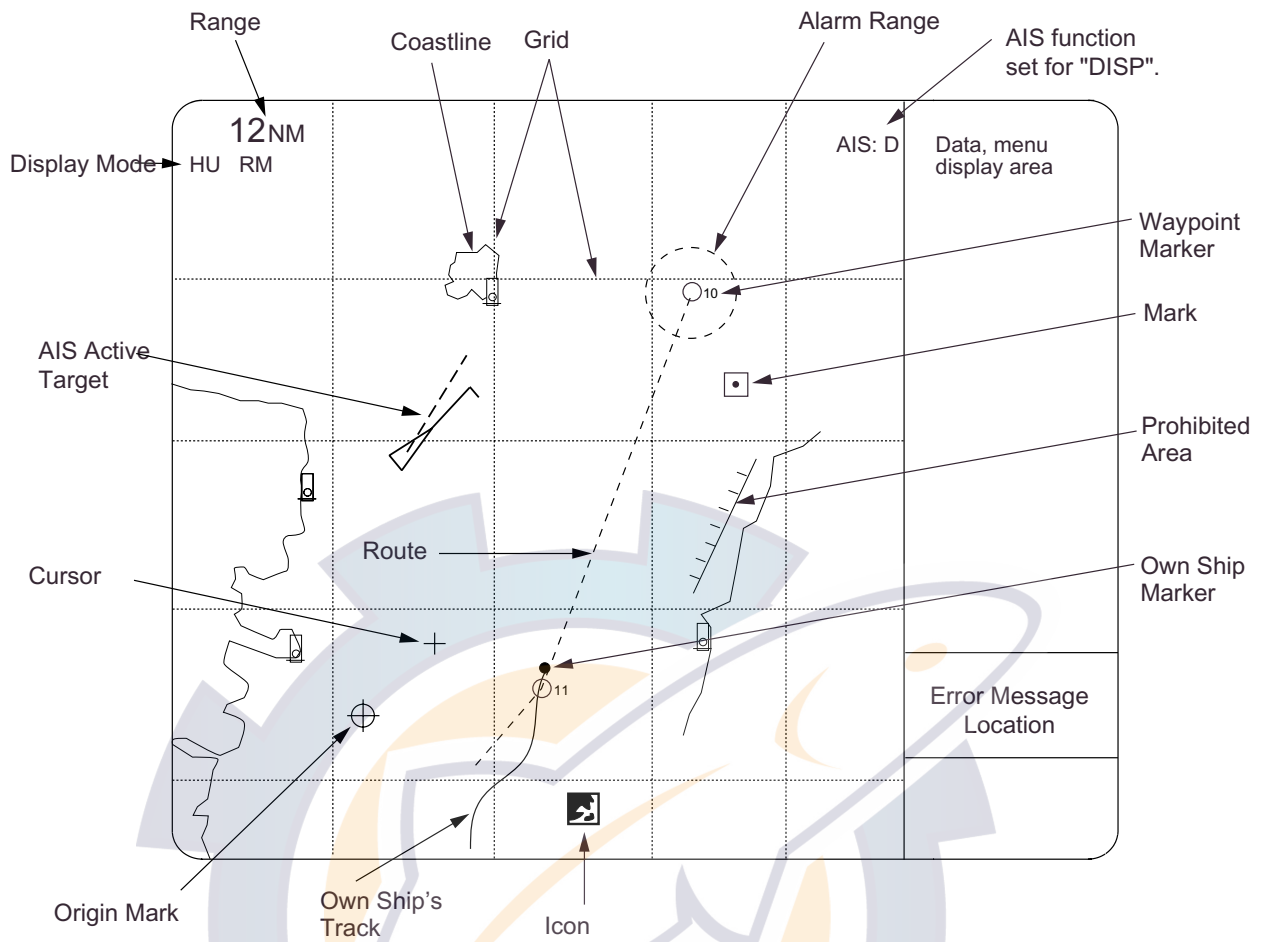 Range
Coastline
Grid
Alarm Range
AIS function
set for "DISP".
12NM
Display Mode
HU RM
AIS: D
Data, menu
display area
Waypoint
Marker
10
Mark
AIS Active
Target
Prohibited
Area
Route
Cursor
Own Ship
Marker
11
Error Message
Location
Origin Mark
Own Ship’s
Track
Icon